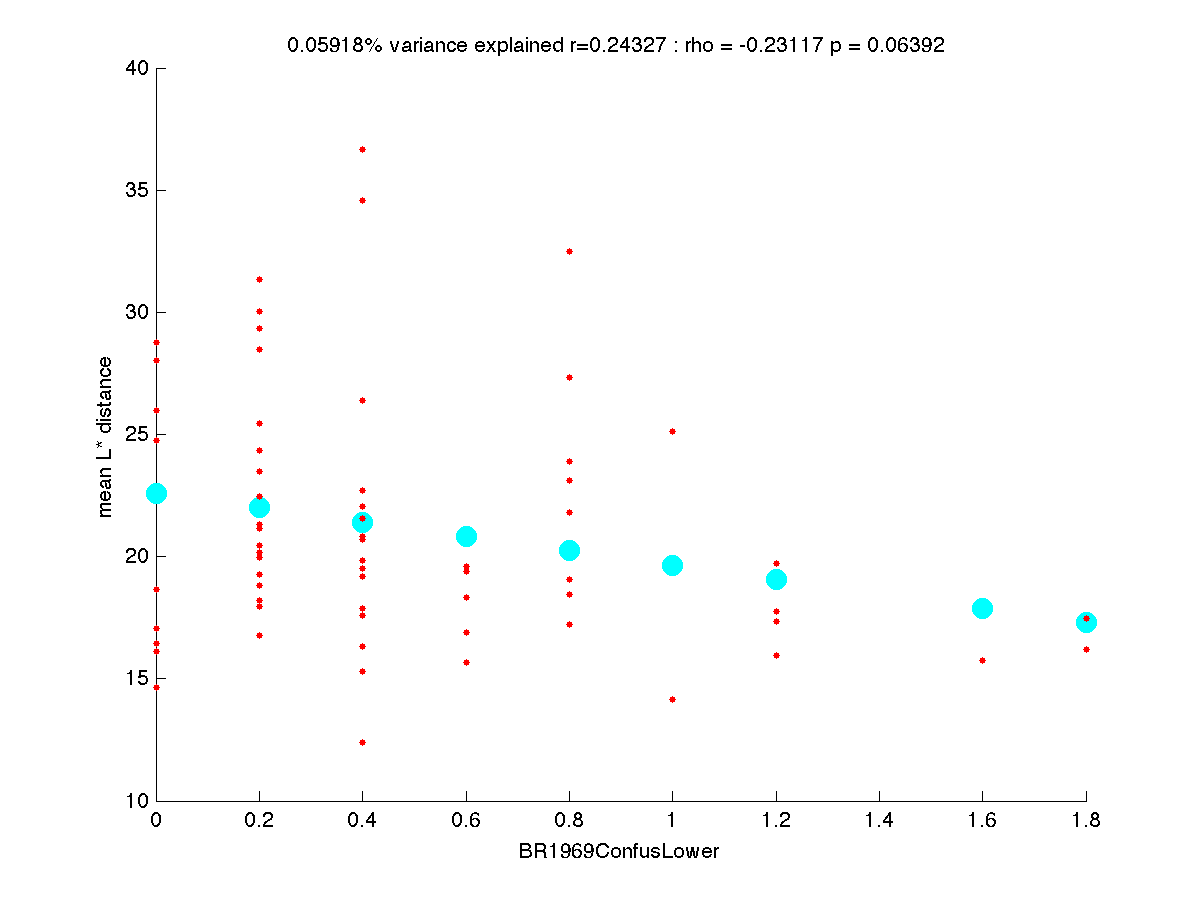 0.05918% variance explained r=0.24327 : rho = -0.23117 p = 0.06392
40
35
30
25
20
15
10
mean L* distance
0 0.2 0.4 0.6 0.8 1 1.2 1.4 1.6 1.8
BR1969ConfusLower